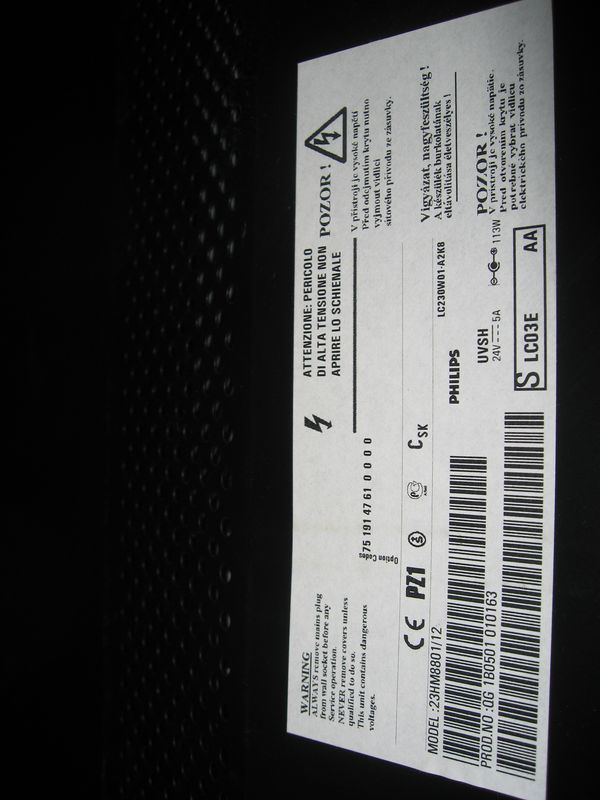 WARNING
ALWAYS remove mains plug
from wall socket before any
Service operation.
NEVER remove covers unless
qualified to do so.
This unit contains dangerous
voltages.
ATTENZIONE: PERICOLO
DI ALTA TENSIONE NON
APRIRE LO SCHIENALE
POZOR !
V přístroji je vysoké napětí
Před odejmutím krytu nutno
vyjmout vidlici
síťového přívodu ze zásuvky.
Option Codes
75 191 47 61 0 0 0 0
Vigyázat, nagyfeszültség !
A készülék burkolatának
eltávolítása életveszélyes !
POZOR !
V prístroji je vysoké napätie.
Pred otvorením krytu je
potrebné vybrať vidlicu
elektrického prívodu zo zásuvky.
CE PZ1 C SK
LC230W01-A2KB
MODEL :23HM8801/12
PHILIPS
PROD.NO :QG 1B0501 010163
UVSH
24V 5A 113W
S LC03E AA